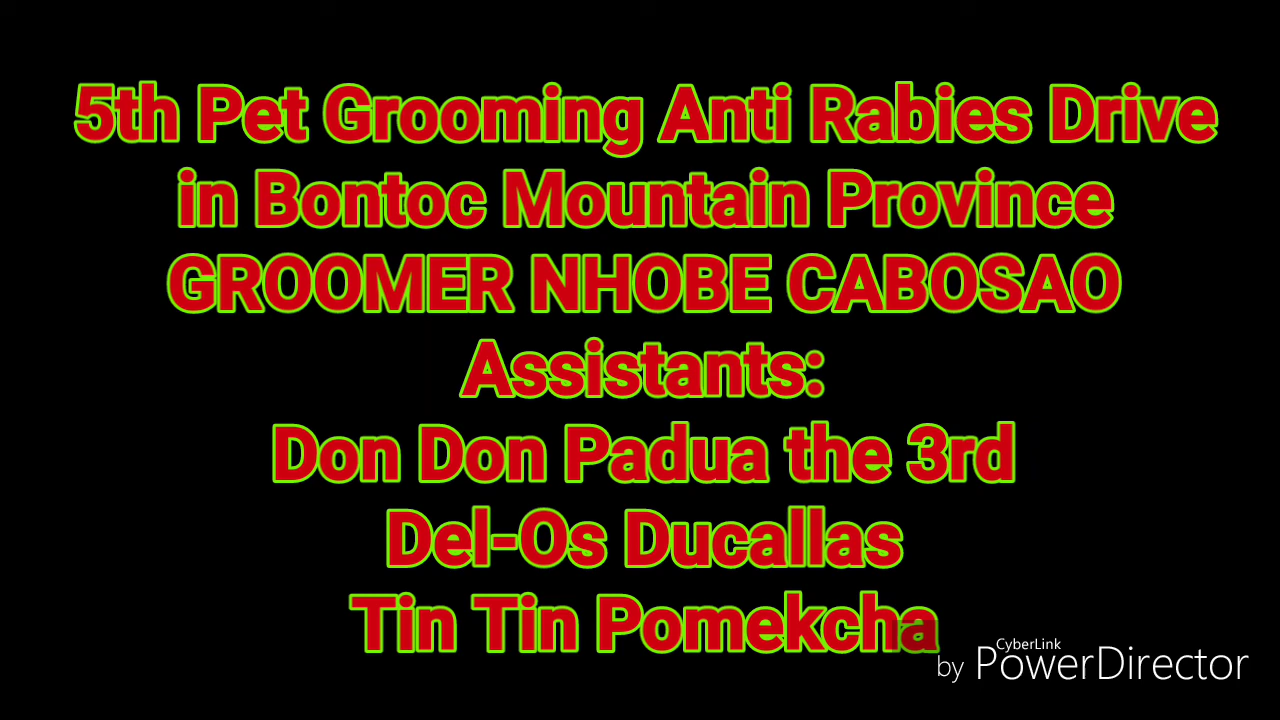 5th Pet Grooming Anti Rabies Drive
in Bontoc Mountain Province
GROOMER NHOBE CABOSAO
Assistants:
Don Don Padua the 3rd
Del-Os Ducallas
Tin Tin Pomekcha
CyberLink
by PowerDirector